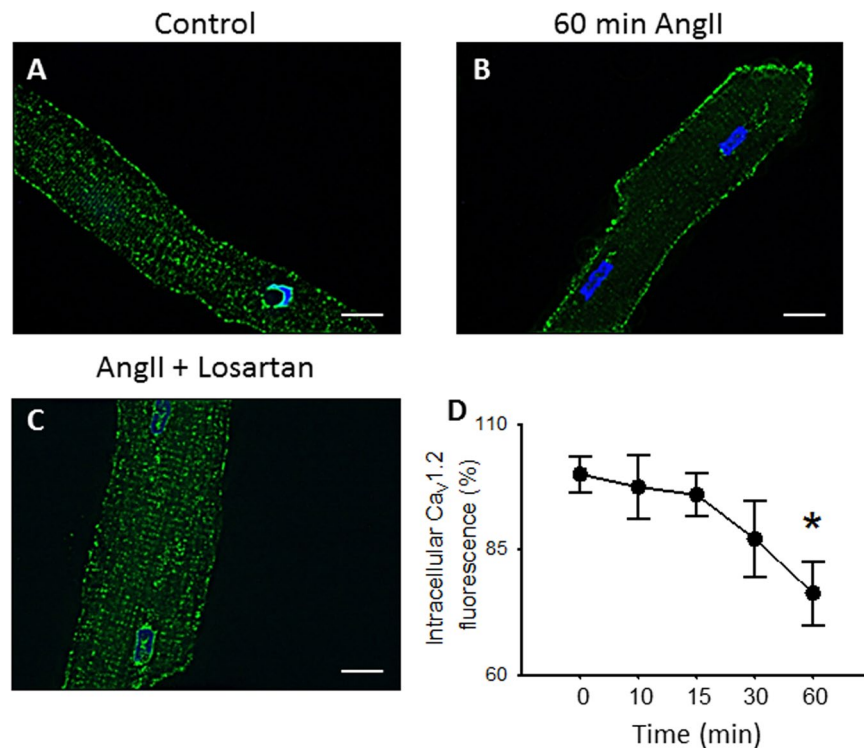 Control
60 min AngII
A
B
AngII + Losartan
C
D
Intracellular CaV1.2
fluorescence (%)
110
85
60
*
0 10 15 30 60
Time (min)